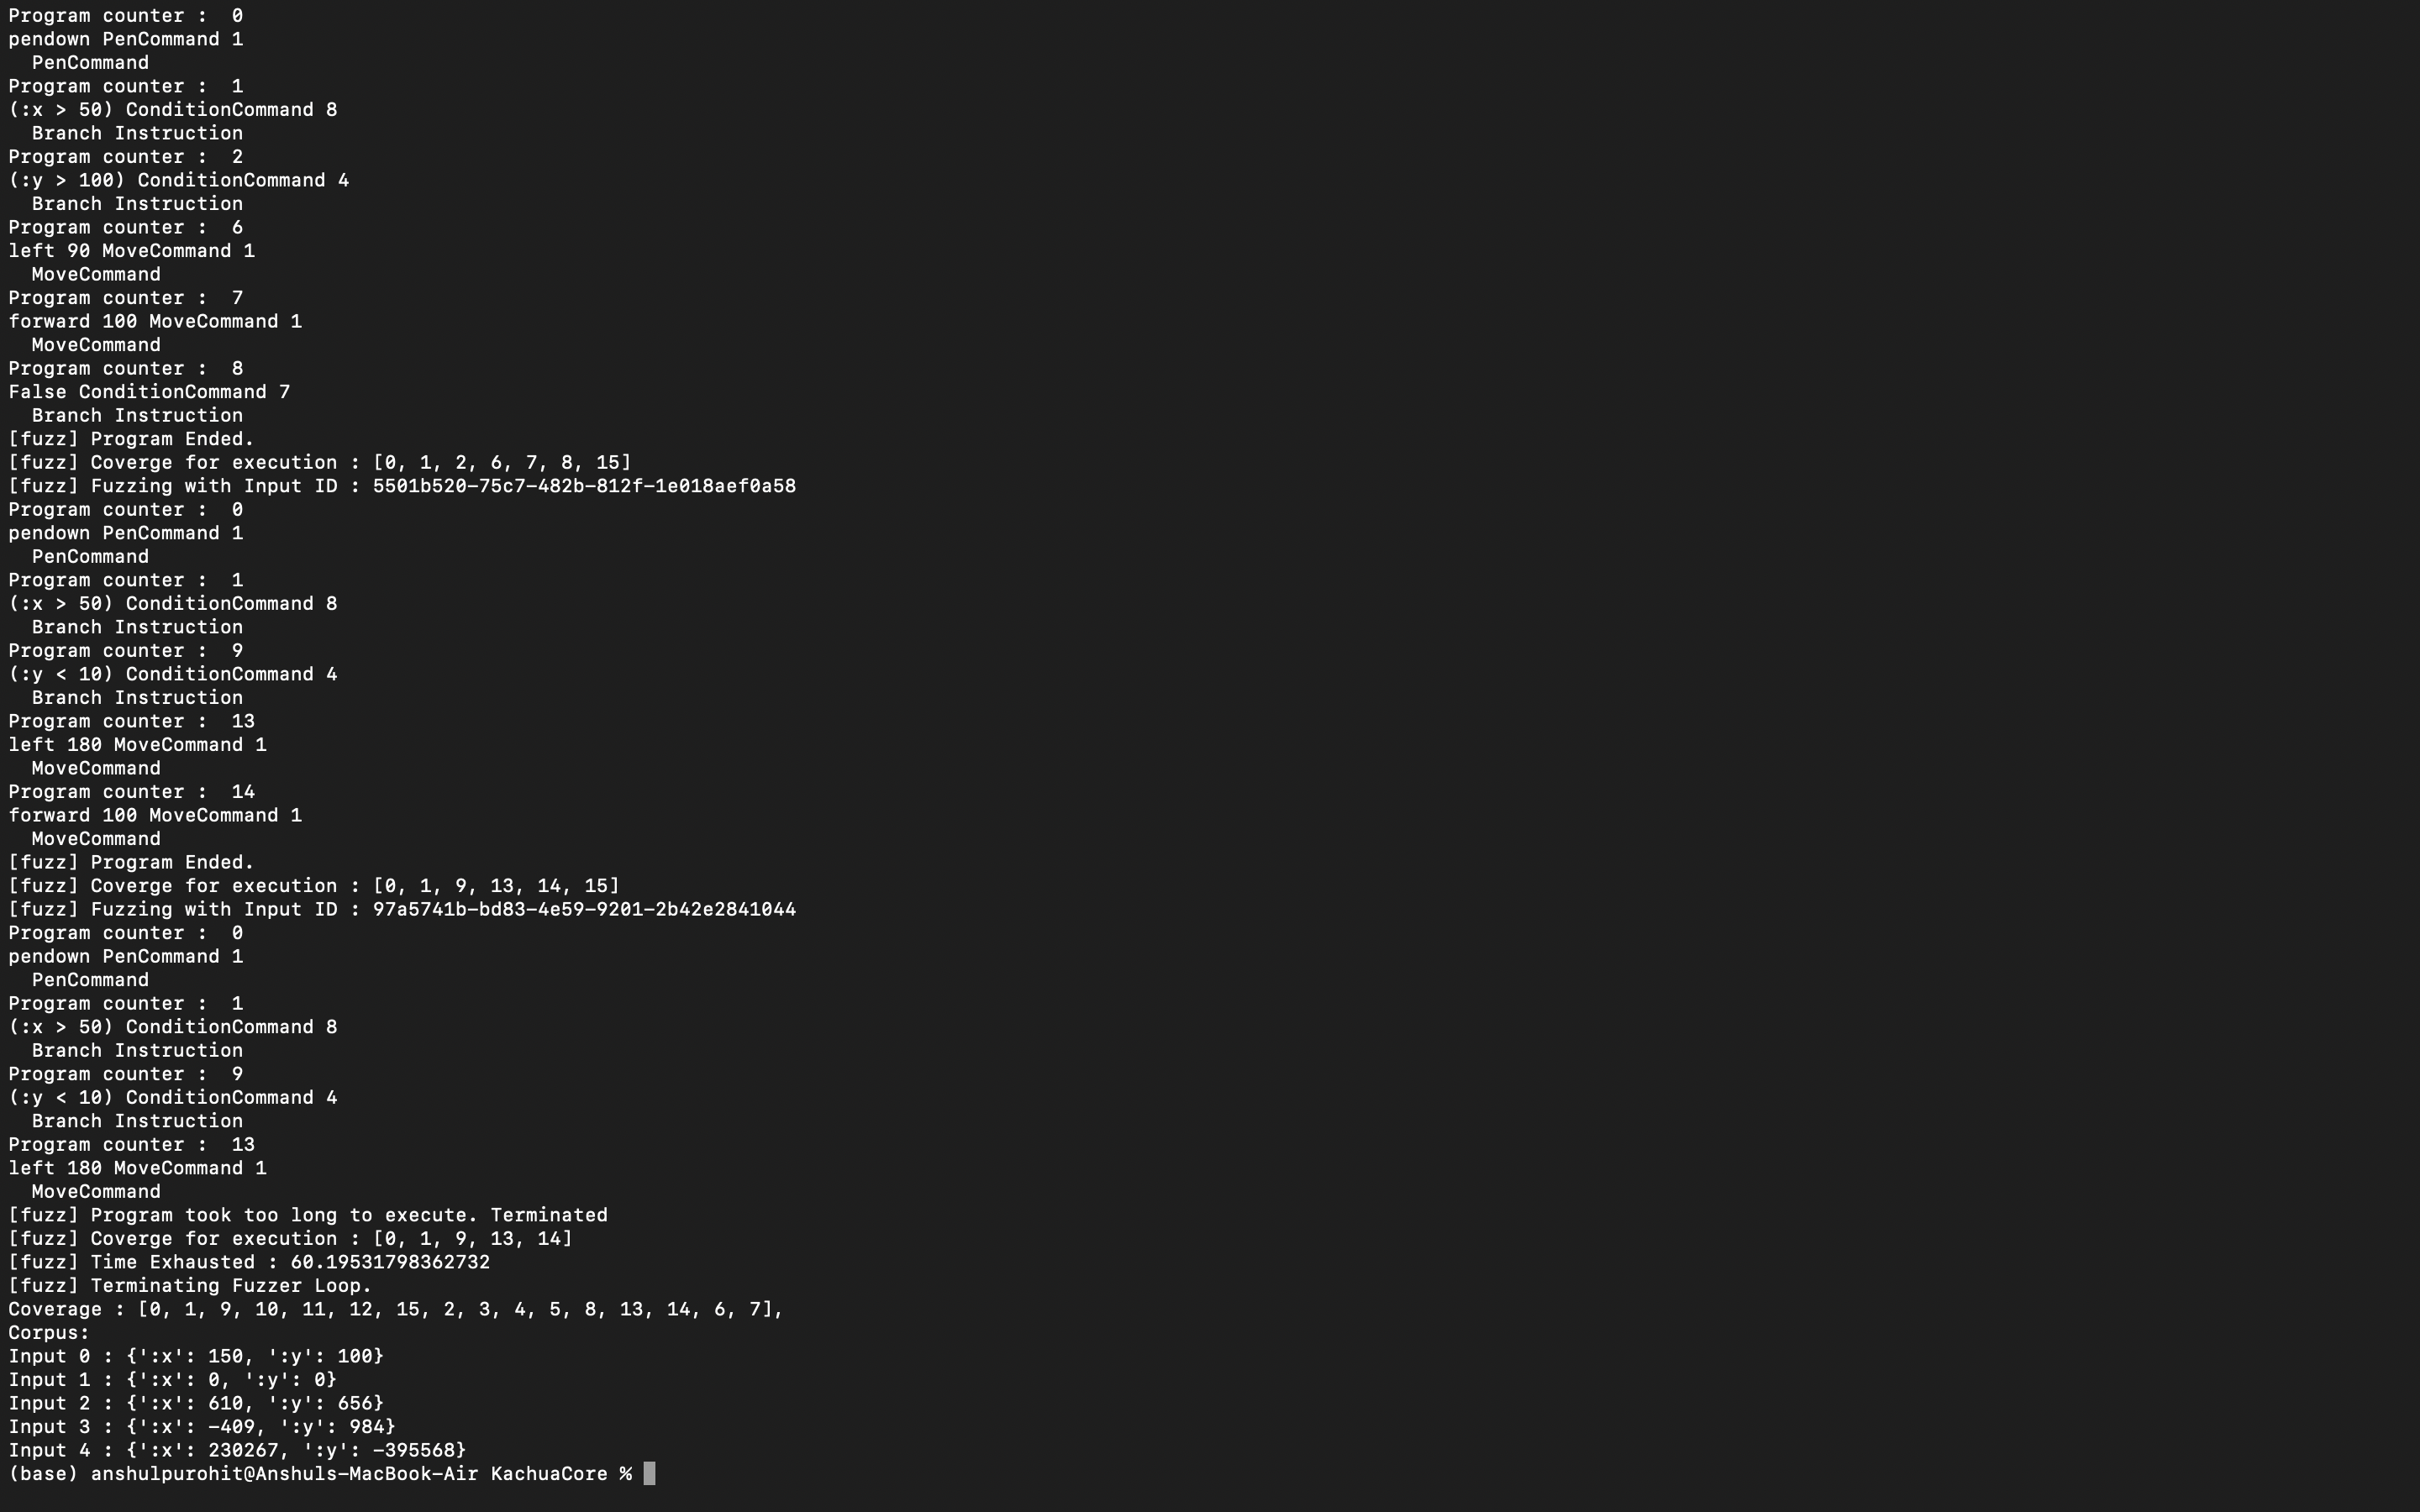 Program counter :  0
pendown PenCommand 1
  PenCommand
Program counter :  1
(:x > 50) ConditionCommand 8
  Branch Instruction
Program counter :  2
(:y > 100) ConditionCommand 4
  Branch Instruction
Program counter :  6
left 90 MoveCommand 1
  MoveCommand
Program counter :  7
forward 100 MoveCommand 1
  MoveCommand
Program counter :  8
False ConditionCommand 7
  Branch Instruction
[fuzz] Program Ended.
[fuzz] Coverge for execution : [0, 1, 2, 6, 7, 8, 15]
[fuzz] Fuzzing with Input ID : 5501b520-75c7-482b-812f-1e018aef0a58
Program counter :  0
pendown PenCommand 1
  PenCommand
Program counter :  1
(:x > 50) ConditionCommand 8
  Branch Instruction
Program counter :  9
(:y < 10) ConditionCommand 4
  Branch Instruction
Program counter :  13
left 180 MoveCommand 1
  MoveCommand
Program counter :  14
forward 100 MoveCommand 1
  MoveCommand
[fuzz] Program Ended.
[fuzz] Coverge for execution : [0, 1, 9, 13, 14, 15]
[fuzz] Fuzzing with Input ID : 97a5741b-bd83-4e59-9201-2b42e2841044
Program counter :  0
pendown PenCommand 1
  PenCommand
Program counter :  1
(:x > 50) ConditionCommand 8
  Branch Instruction
Program counter :  9
(:y < 10) ConditionCommand 4
  Branch Instruction
Program counter :  13
left 180 MoveCommand 1
  MoveCommand
[fuzz] Program took too long to execute. Terminated
[fuzz] Coverge for execution : [0, 1, 9, 13, 14]
[fuzz] Time Exhausted : 60.19531798362732
[fuzz] Terminating Fuzzer Loop.
Coverage : [0, 1, 9, 10, 11, 12, 15, 2, 3, 4, 5, 8, 13, 14, 6, 7],
Corpus:
Input 0 : {':x': 150, ':y': 100}
Input 1 : {':x': 0, ':y': 0}
Input 2 : {':x': 610, ':y': 656}
Input 3 : {':x': -409, ':y': 984}
Input 4 : {':x': 230267, ':y': -395568}
(base) anshulpurohit@Anshuls-MacBook-Air KachuaCore %